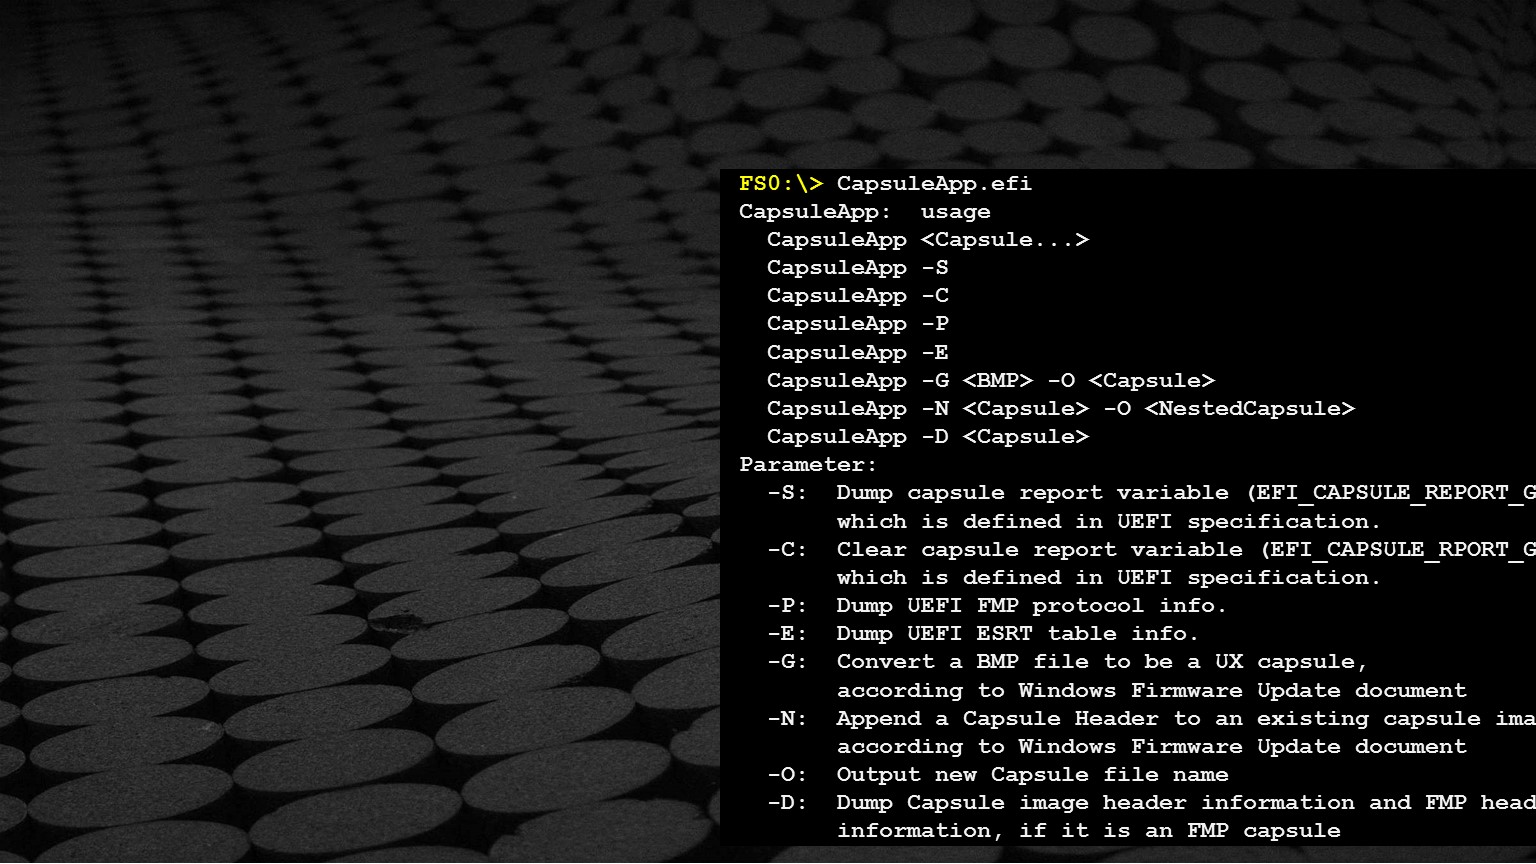 FS0:\> CapsuleApp.efi
CapsuleApp:  usage
  CapsuleApp <Capsule...>
  CapsuleApp -S
  CapsuleApp -C
  CapsuleApp -P
  CapsuleApp -E
  CapsuleApp -G <BMP> -O <Capsule>
  CapsuleApp -N <Capsule> -O <NestedCapsule>
  CapsuleApp -D <Capsule>
Parameter:
  -S:  Dump capsule report variable (EFI_CAPSULE_REPORT_G
       which is defined in UEFI specification.
  -C:  Clear capsule report variable (EFI_CAPSULE_RPORT_G
       which is defined in UEFI specification.
  -P:  Dump UEFI FMP protocol info.
  -E:  Dump UEFI ESRT table info.
  -G:  Convert a BMP file to be a UX capsule,
       according to Windows Firmware Update document
  -N:  Append a Capsule Header to an existing capsule ima
       according to Windows Firmware Update document
  -O:  Output new Capsule file name
  -D:  Dump Capsule image header information and FMP head
       information, if it is an FMP capsule